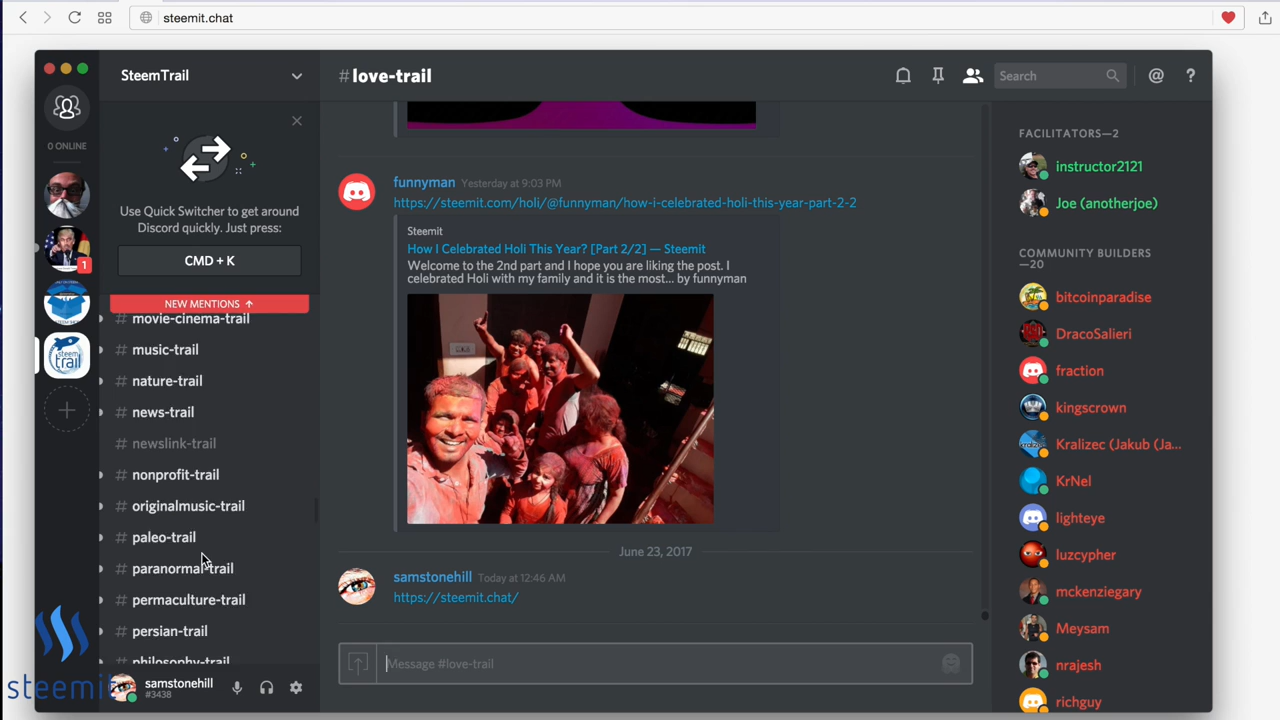 steemit.chat
SteemTrail
0 ONLINE
Use Quick Switcher to get around
Discord quickly. Just press:
CMD + K
NEW MENTIONS
1
steem
trail
# movie-cinema-trail
# music-trail
# nature-trail
# news-trail
# newslink-trail
# nonprofit-trail
# originalmusic-trail
# paleo-trail
# paranormal-trail
# permaculture-trail
# persian-trail
philosophy-trail
steemit
samstonehill
#3438
#love-trail
Search
@
?
funnyman Yesterday at 9:03 PM
https://steemit.com/holi/@funnyman/how-i-celebrated-holi-this-year-part-2-2
Steemit
How I Celebrated Holi This Year? [Part 2/2] — Steemit
Welcome to the 2nd part and I hope you are liking the post. I
celebrated Holi with my family and it is the most... by funnyman
June 23, 2017
samstonehill Today at 12:46 AM
https://steemit.chat/
Message #love-trail
FACILITATORS—2
instructor2121
Joe (anotherjoe)
COMMUNITY BUILDERS
—20
bitcoinparadise
DracoSalieri
fraction
kingscrown
Kralizec (Jakub (Ja...
KrNel
lighteye
luzcypher
mckenziegary
Meysam
nrajesh
richguy